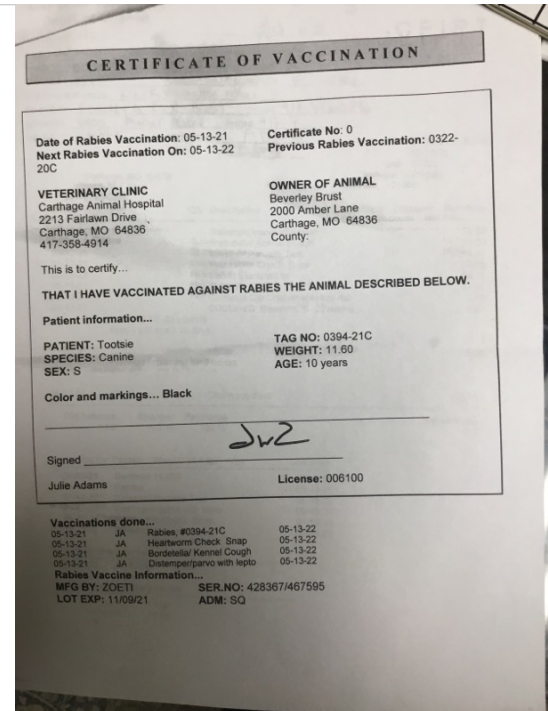 CERTIFICATE OF VACCINATION
Date of Rabies Vaccination: 05-13-21
Next Rabies Vaccination On: 05-13-22
20C
Certificate No: 0
Previous Rabies Vaccination: 0322-
VETERINARY CLINIC
Carthage Animal Hospital
2213 Fairlawn Drive
Carthage, MO 64836
417-358-4914
OWNER OF ANIMAL
Beverley Brust
2000 Amber Lane
Carthage, MO 64836
County:
This is to certify...
THAT I HAVE VACCINATED AGAINST RABIES THE ANIMAL DESCRIBED BELOW.
Patient information...
PATIENT: Tootsie
SPECIES: Canine
SEX: S
TAG NO: 0394-21C
WEIGHT: 11.60
AGE: 10 years
Color and markings... Black
Signed
Julie Adams
License: 006100
Vaccinations done...
05-13-21 JA Rabies, #0394-21C 05-13-22
05-13-21 JA Heartworm Check Snap 05-13-22
05-13-21 JA Bordetella/ Kennel Cough 05-13-22
05-13-21 JA Distemper/parvo with lepto 05-13-22
Rabies Vaccine Information...
MFG BY: ZOETI SER.NO: 428367/467595
LOT EXP: 11/09/21 ADM: SQ